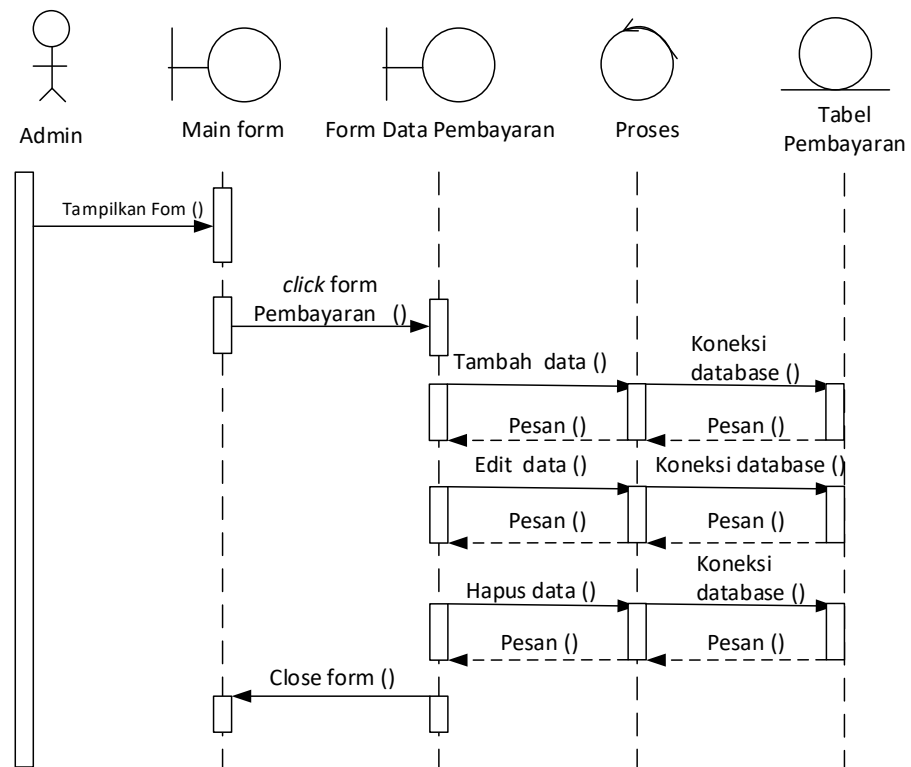 Admin
Main form
Form Data Pembayaran
Proses
Tabel
Pembayaran
Tampilkan Fom ()
click form
Pembayaran ()
Tambah data ()
Koneksi
database ()
Pesan ()
Pesan ()
Edit data ()
Koneksi database ()
Pesan ()
Pesan ()
Hapus data ()
Koneksi
database ()
Pesan ()
Pesan ()
Close form ()